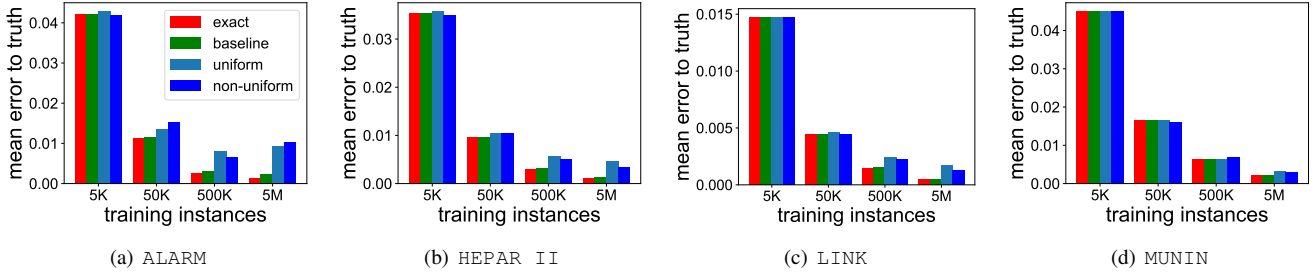 mean error to truth
0.04
0.03
0.02
0.01
0.00
exact
baseline
uniform
non-uniform
5K 50K 500K 5M
training instances
(a) ALARM
mean error to truth
0.03
0.02
0.01
0.00
5K 50K 500K 5M
training instances
(b) HEPAR II
mean error to truth
0.015
0.010
0.005
0.000
5K 50K 500K 5M
training instances
(c) LINK
mean error to truth
0.04
0.03
0.02
0.01
0.00
5K 50K 500K 5M
training instances
(d) MUNIN